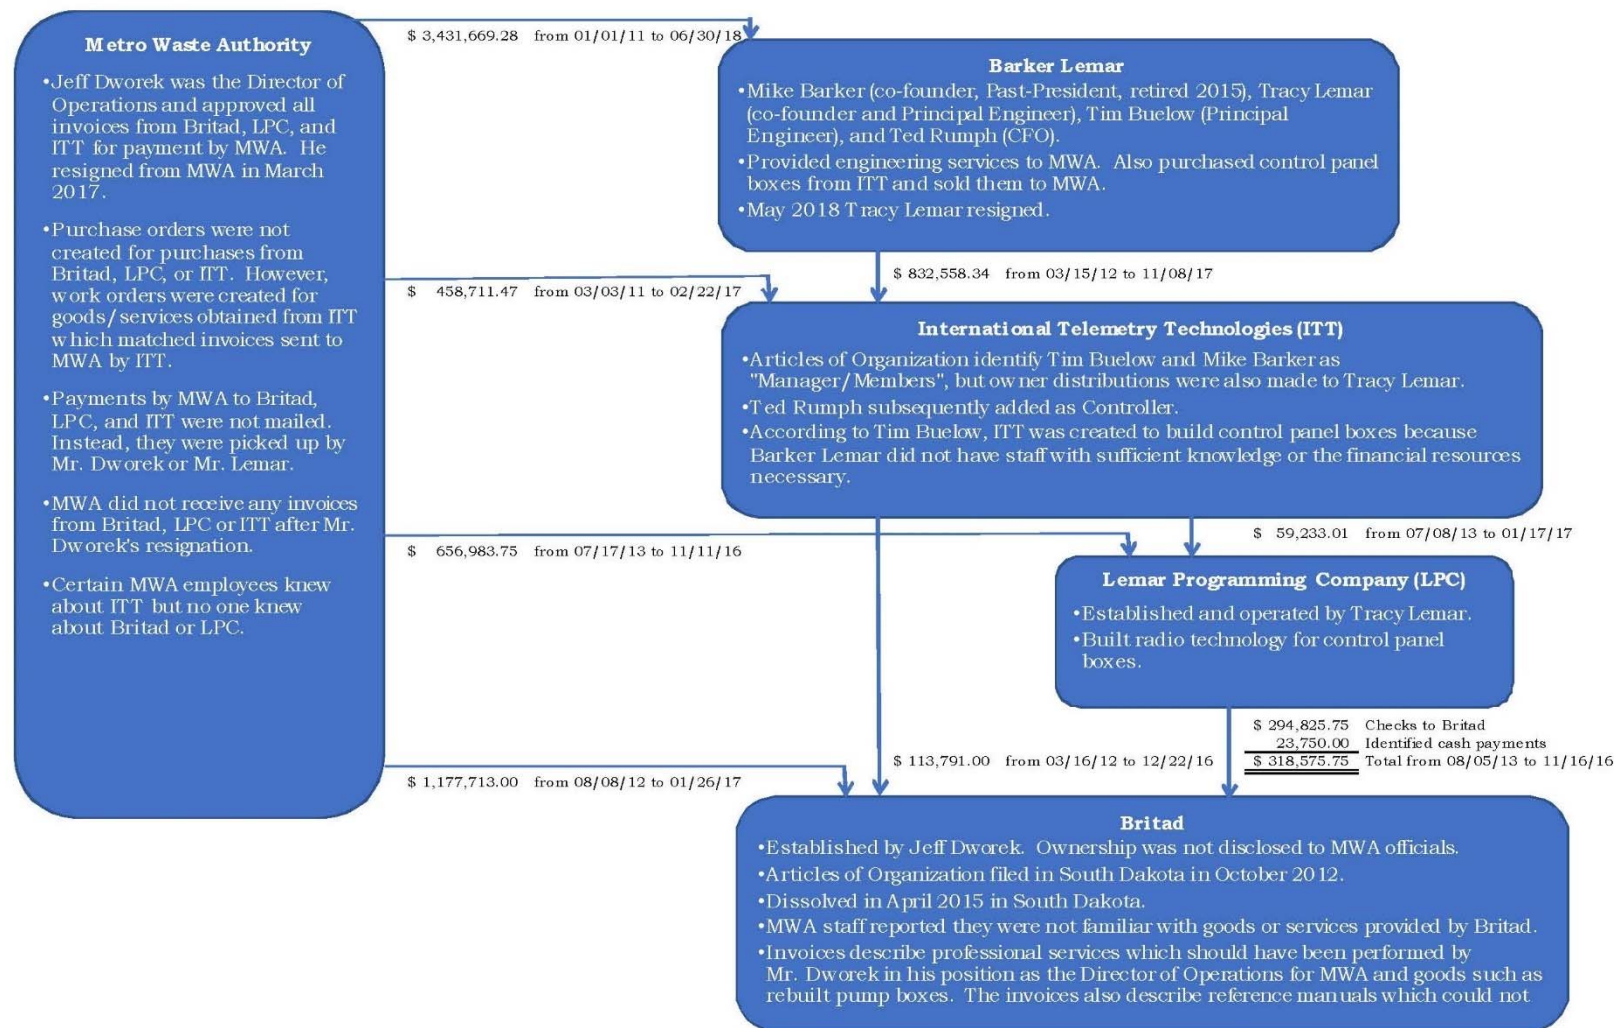 Metro Waste Authority
•Jeff Dworek was the Director of
Operations and approved all
invoices from Britad, LPC, and
ITT for payment by MWA. He
resigned from MWA in March
2017.
•Purchase orders were not
created for purchases from
Britad, LPC, or ITT. However,
work orders were created for
goods/services obtained from ITT
which matched invoices sent to
MWA by ITT.
•Payments by MWA to Britad,
LPC, and ITT were not mailed.
Instead, they were picked up by
Mr. Dworek or Mr. Lemar.
•MWA did not receive any invoices
from Britad, LPC or ITT after Mr.
Dworek's resignation.
•Certain MWA employees knew
about ITT but no one knew
about Britad or LPC.
$ 3,431,669.28 from 01/01/11 to 06/30/18
Barker Lemar
•Mike Barker (co-founder, Past-President, retired 2015), Tracy Lemar
(co-founder and Principal Engineer), Tim Buelow (Principal
Engineer), and Ted Rumph (CFO).
•Provided engineering services to MWA. Also purchased control panel
boxes from ITT and sold them to MWA.
•May 2018 Tracy Lemar resigned.
$ 832,558.34 from 03/15/12 to 11/08/17
$ 458,711.47 from 03/03/11 to 02/22/17
International Telemetry Technologies (ITT)
•Articles of Organization identify Tim Buelow and Mike Barker as
"Manager/Members", but owner distributions were also made to Tracy Lemar.
•Ted Rumph subsequently added as Controller.
•According to Tim Buelow, ITT was created to build control panel boxes because
Barker Lemar did not have staff with sufficient knowledge or the financial resources
necessary.
$ 59,233.01 from 07/08/13 to 01/17/17
$ 656,983.75 from 07/17/13 to 11/11/16
Lemar Programming Company (LPC)
•Established and operated by Tracy Lemar.
•Built radio technology for control panel
boxes.
$ 294,825.75 Checks to Britad
23,750.00 Identified cash payments
$ 318,575.75 Total from 08/05/13 to 11/16/16
$ 113,791.00 from 03/16/12 to 12/22/16
$ 1,177,713.00 from 08/08/12 to 01/26/17
Britad
•Established by Jeff Dworek. Ownership was not disclosed to MWA officials.
•Articles of Organization filed in South Dakota in October 2012.
•Dissolved in April 2015 in South Dakota.
•MWA staff reported they were not familiar with goods or services provided by Britad.
•Invoices describe professional services which should have been performed by
Mr. Dworek in his position as the Director of Operations for MWA and goods such as
rebuilt pump boxes. The invoices also describe reference manuals which could not